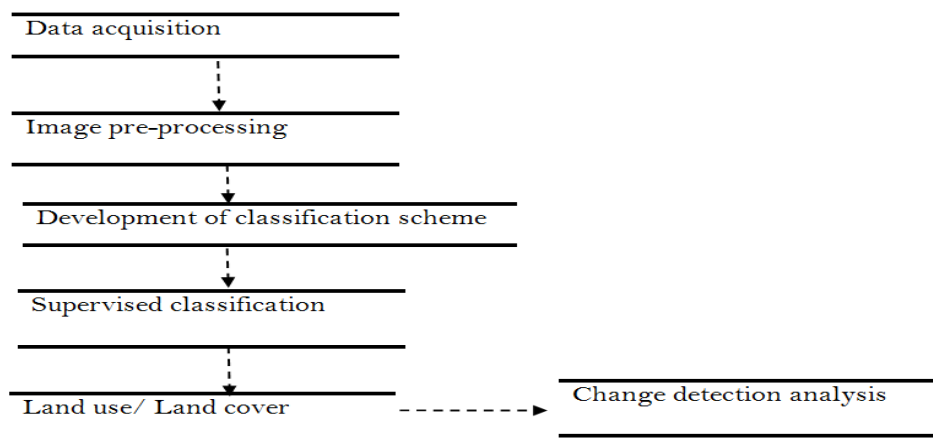 Data acquisition
Image pre-processing
Development of classification scheme
Supervised classification
Land use/ Land cover
Change detection analysis